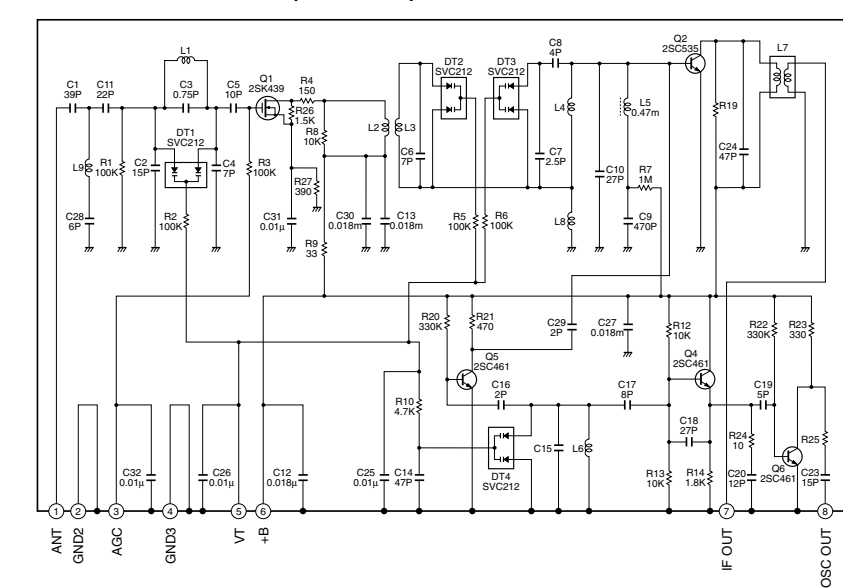 L1
C1
39P
C11
22P
C3
0.75P
C5
10P
Q1
2SK439
R4
150
R26
1.5K
R8
10K
L2
L3
DT2
SVC212
DT3
SVC212
C8
4P
Q2
2SC535
L7
DT1
SVC212
L9
R1
100K
C2
15P
C4
7P
R3
100K
C6
7P
C7
2.5P
L4
L5
0.47m
R19
C24
47P
C10
27P
R7
1M
R27
390
C28
6P
R2
100K
C31
0.01µ
C30
0.018m
C13
0.018m
R5
100K
R6
100K
L8
C9
470P
R9
33
R20
330K
R21
470
C29
2P
C27
0.018m
R12
10K
R22
330K
R23
330
Q5
2SC461
Q4
2SC461
R10
4.7K
C16
2P
C17
8P
C19
5P
C18
27P
R24
10
R25
C15
L6
DT4
SVC212
Q6
2SC461
C32
0.01µ
C26
0.01µ
C12
0.018µ
C25
0.01µ
C14
47P
R13
10K
R14
1.8K
C20
12P
C23
15P
1
2
3
4
5
6
7
8
ANT
GND2
AGC
GND3
VT
+B
IF OUT
OSC OUT